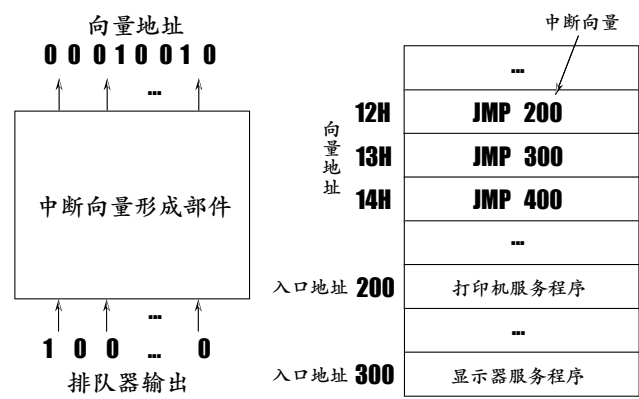 向量地址
0 0 0 1 0 0 1 0
...
中断向量形成部件
...
1 0 0 ... 0
排队器输出
中断向量
...
向量地址
12H JMP 200
13H JMP 300
14H JMP 400
...
入口地址 200 打印机服务程序
...
入口地址 300 显示器服务程序